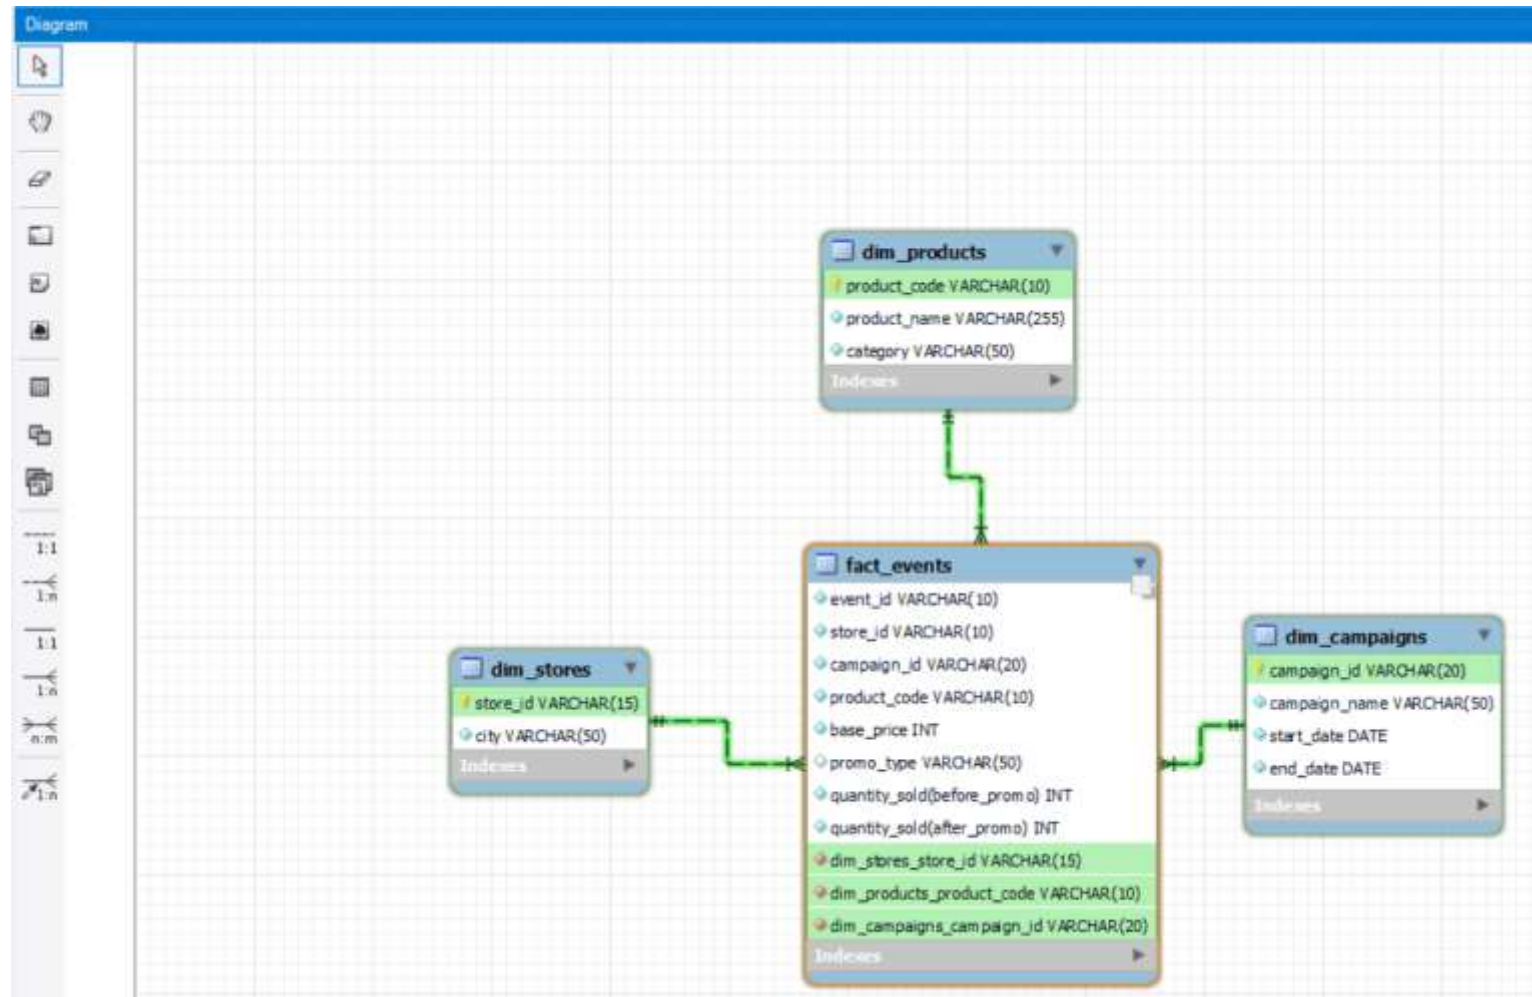 Diagram
1:1
1:n
1:1
1:n
n:m
1:n
dim_products
product_code VARCHAR(10)
product_name VARCHAR(255)
category VARCHAR(50)
Indexes
fact_events
event_id VARCHAR(10)
store_id VARCHAR(10)
campaign_id VARCHAR(20)
product_code VARCHAR(10)
base_price INT
promo_type VARCHAR(50)
quantity_sold(before_promo) INT
quantity_sold(after_promo) INT
dim_stores_store_id VARCHAR(15)
dim_products_product_code VARCHAR(10)
dim_campaigns_campaign_id VARCHAR(20)
Indexes
dim_stores
store_id VARCHAR(15)
city VARCHAR(50)
Indexes
dim_campaigns
campaign_id VARCHAR(20)
campaign_name VARCHAR(50)
start_date DATE
end_date DATE
Indexes